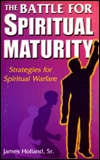 THE BATTLE FOR
SPIRITUAL
MATURITY
Strategies for
Spiritual Warfare
James Holland, Sr.